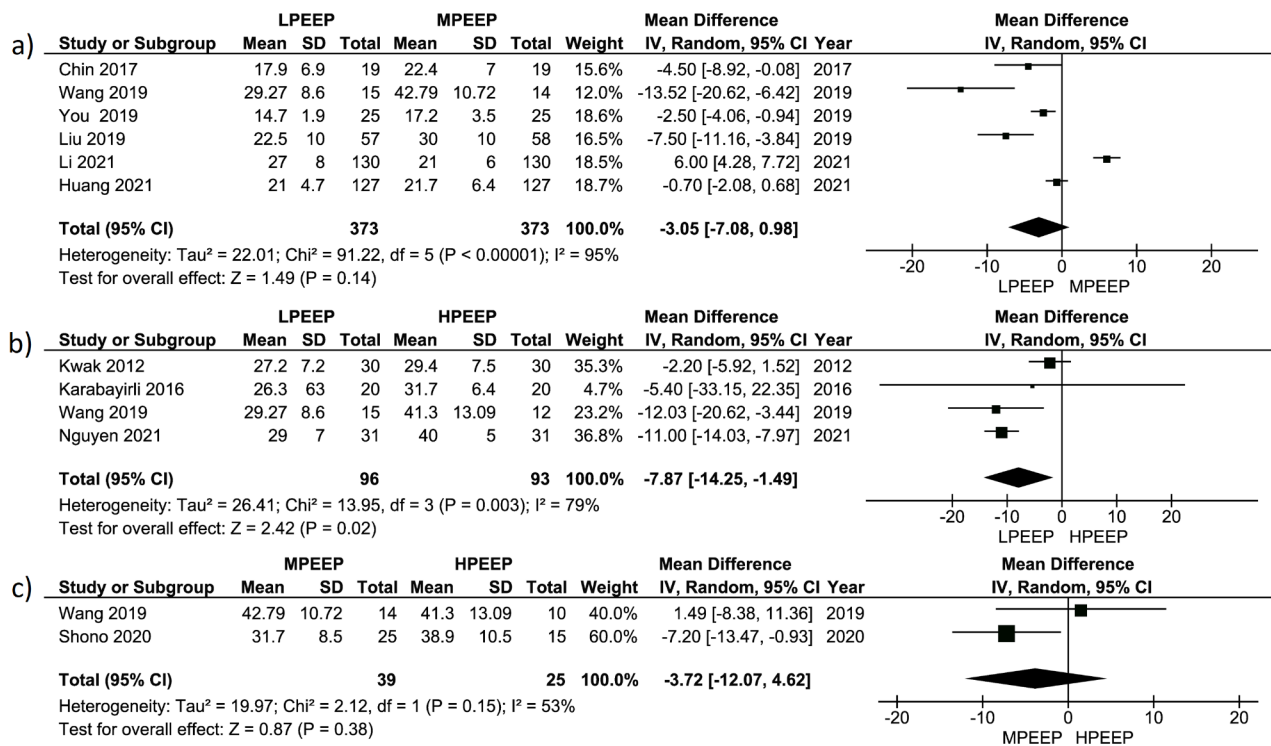 a)
LPEEP MPEEP Mean Difference Mean Difference
Study or Subgroup Mean SD Total Mean SD Total Weight IV, Random, 95% CI Year IV, Random, 95% CI
Chin 2017 17.9 6.9 19 22.4 7 19 15.6% -4.50 [-8.92, -0.08] 2017
Wang 2019 29.27 8.6 15 42.79 10.72 14 12.0% -13.52 [-20.62, -6.42] 2019
You 2019 14.7 1.9 25 17.2 3.5 25 18.6% -2.50 [-4.06, -0.94] 2019
Liu 2019 22.5 10 57 30 10 58 16.5% -7.50 [-11.16, -3.84] 2019
Li 2021 27 8 130 21 6 130 18.5% 6.00 [4.28, 7.72] 2021
Huang 2021 21 4.7 127 21.7 6.4 127 18.7% -0.70 [-2.08, 0.68] 2021
Total (95% CI) 373 373 100.0% -3.05 [-7.08, 0.98]
Heterogeneity: Tau² = 22.01; Chi² = 91.22, df = 5 (P < 0.00001); I² = 95%
Test for overall effect: Z = 1.49 (P = 0.14)
-20 -10 0 10 20
LPEEP MPEEP
b)
LPEEP HPEEP Mean Difference Mean Difference
Study or Subgroup Mean SD Total Mean SD Total Weight IV, Random, 95% CI Year IV, Random, 95% CI
Kwak 2012 27.2 7.2 30 29.4 7.5 30 35.3% -2.20 [-5.92, 1.52] 2012
Karabayirli 2016 26.3 63 20 31.7 6.4 20 4.7% -5.40 [-33.15, 22.35] 2016
Wang 2019 29.27 8.6 15 41.3 13.09 12 23.2% -12.03 [-20.62, -3.44] 2019
Nguyen 2021 29 7 31 40 5 31 36.8% -11.00 [-14.03, -7.97] 2021
Total (95% CI) 96 93 100.0% -7.87 [-14.25, -1.49]
Heterogeneity: Tau² = 26.41; Chi² = 13.95, df = 3 (P = 0.003); I² = 79%
Test for overall effect: Z = 2.42 (P = 0.02)
-20 -10 0 10 20
LPEEP HPEEP
c)
MPEEP HPEEP Mean Difference Mean Difference
Study or Subgroup Mean SD Total Mean SD Total Weight IV, Random, 95% CI Year IV, Random, 95% CI
Wang 2019 42.79 10.72 14 41.3 13.09 10 40.0% 1.49 [-8.38, 11.36] 2019
Shono 2020 31.7 8.5 25 38.9 10.5 15 60.0% -7.20 [-13.47, -0.93] 2020
Total (95% CI) 39 25 100.0% -3.72 [-12.07, 4.62]
Heterogeneity: Tau² = 19.97; Chi² = 2.12, df = 1 (P = 0.15); I² = 53%
Test for overall effect: Z = 0.87 (P = 0.38)
-20 -10 0 10 20
MPEEP HPEEP